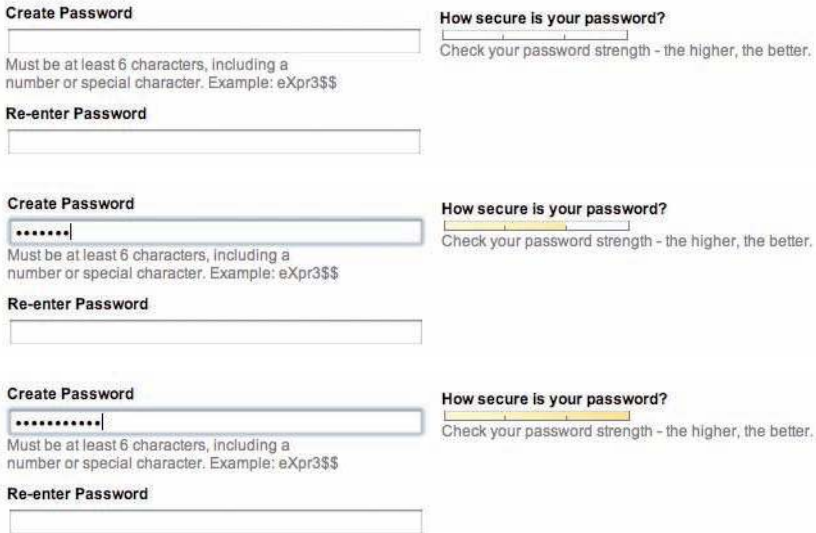 Create Password
How secure is your password?
Check your password strength - the higher, the better.
Must be at least 6 characters, including a
number or special character. Example: eXpr3$$
Re-enter Password
Create Password
•••••••
How secure is your password?
Check your password strength - the higher, the better.
Must be at least 6 characters, including a
number or special character. Example: eXpr3$$
Re-enter Password
Create Password
•••••••••••
How secure is your password?
Check your password strength - the higher, the better.
Must be at least 6 characters, including a
number or special character. Example: eXpr3$$
Re-enter Password